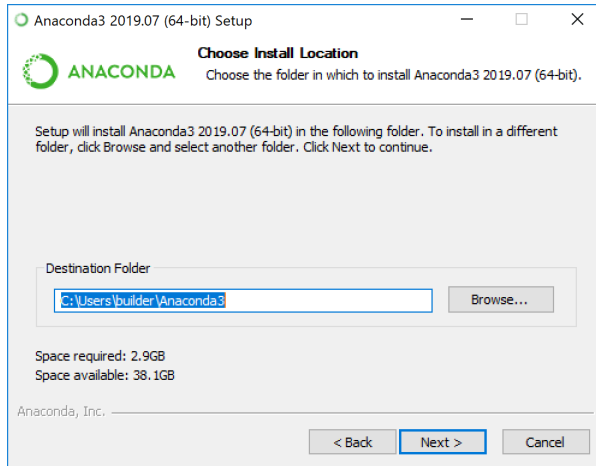 Anaconda3 2019.07 (64-bit) Setup
ANACONDA
Choose Install Location
Choose the folder in which to install Anaconda3 2019.07 (64-bit).
Setup will install Anaconda3 2019.07 (64-bit) in the following folder. To install in a different
folder, click Browse and select another folder. Click Next to continue.
Destination Folder
C:\Users\builder\Anaconda3
Browse...
Space required: 2.9GB
Space available: 38.1GB
Anaconda, Inc.
< Back
Next >
Cancel